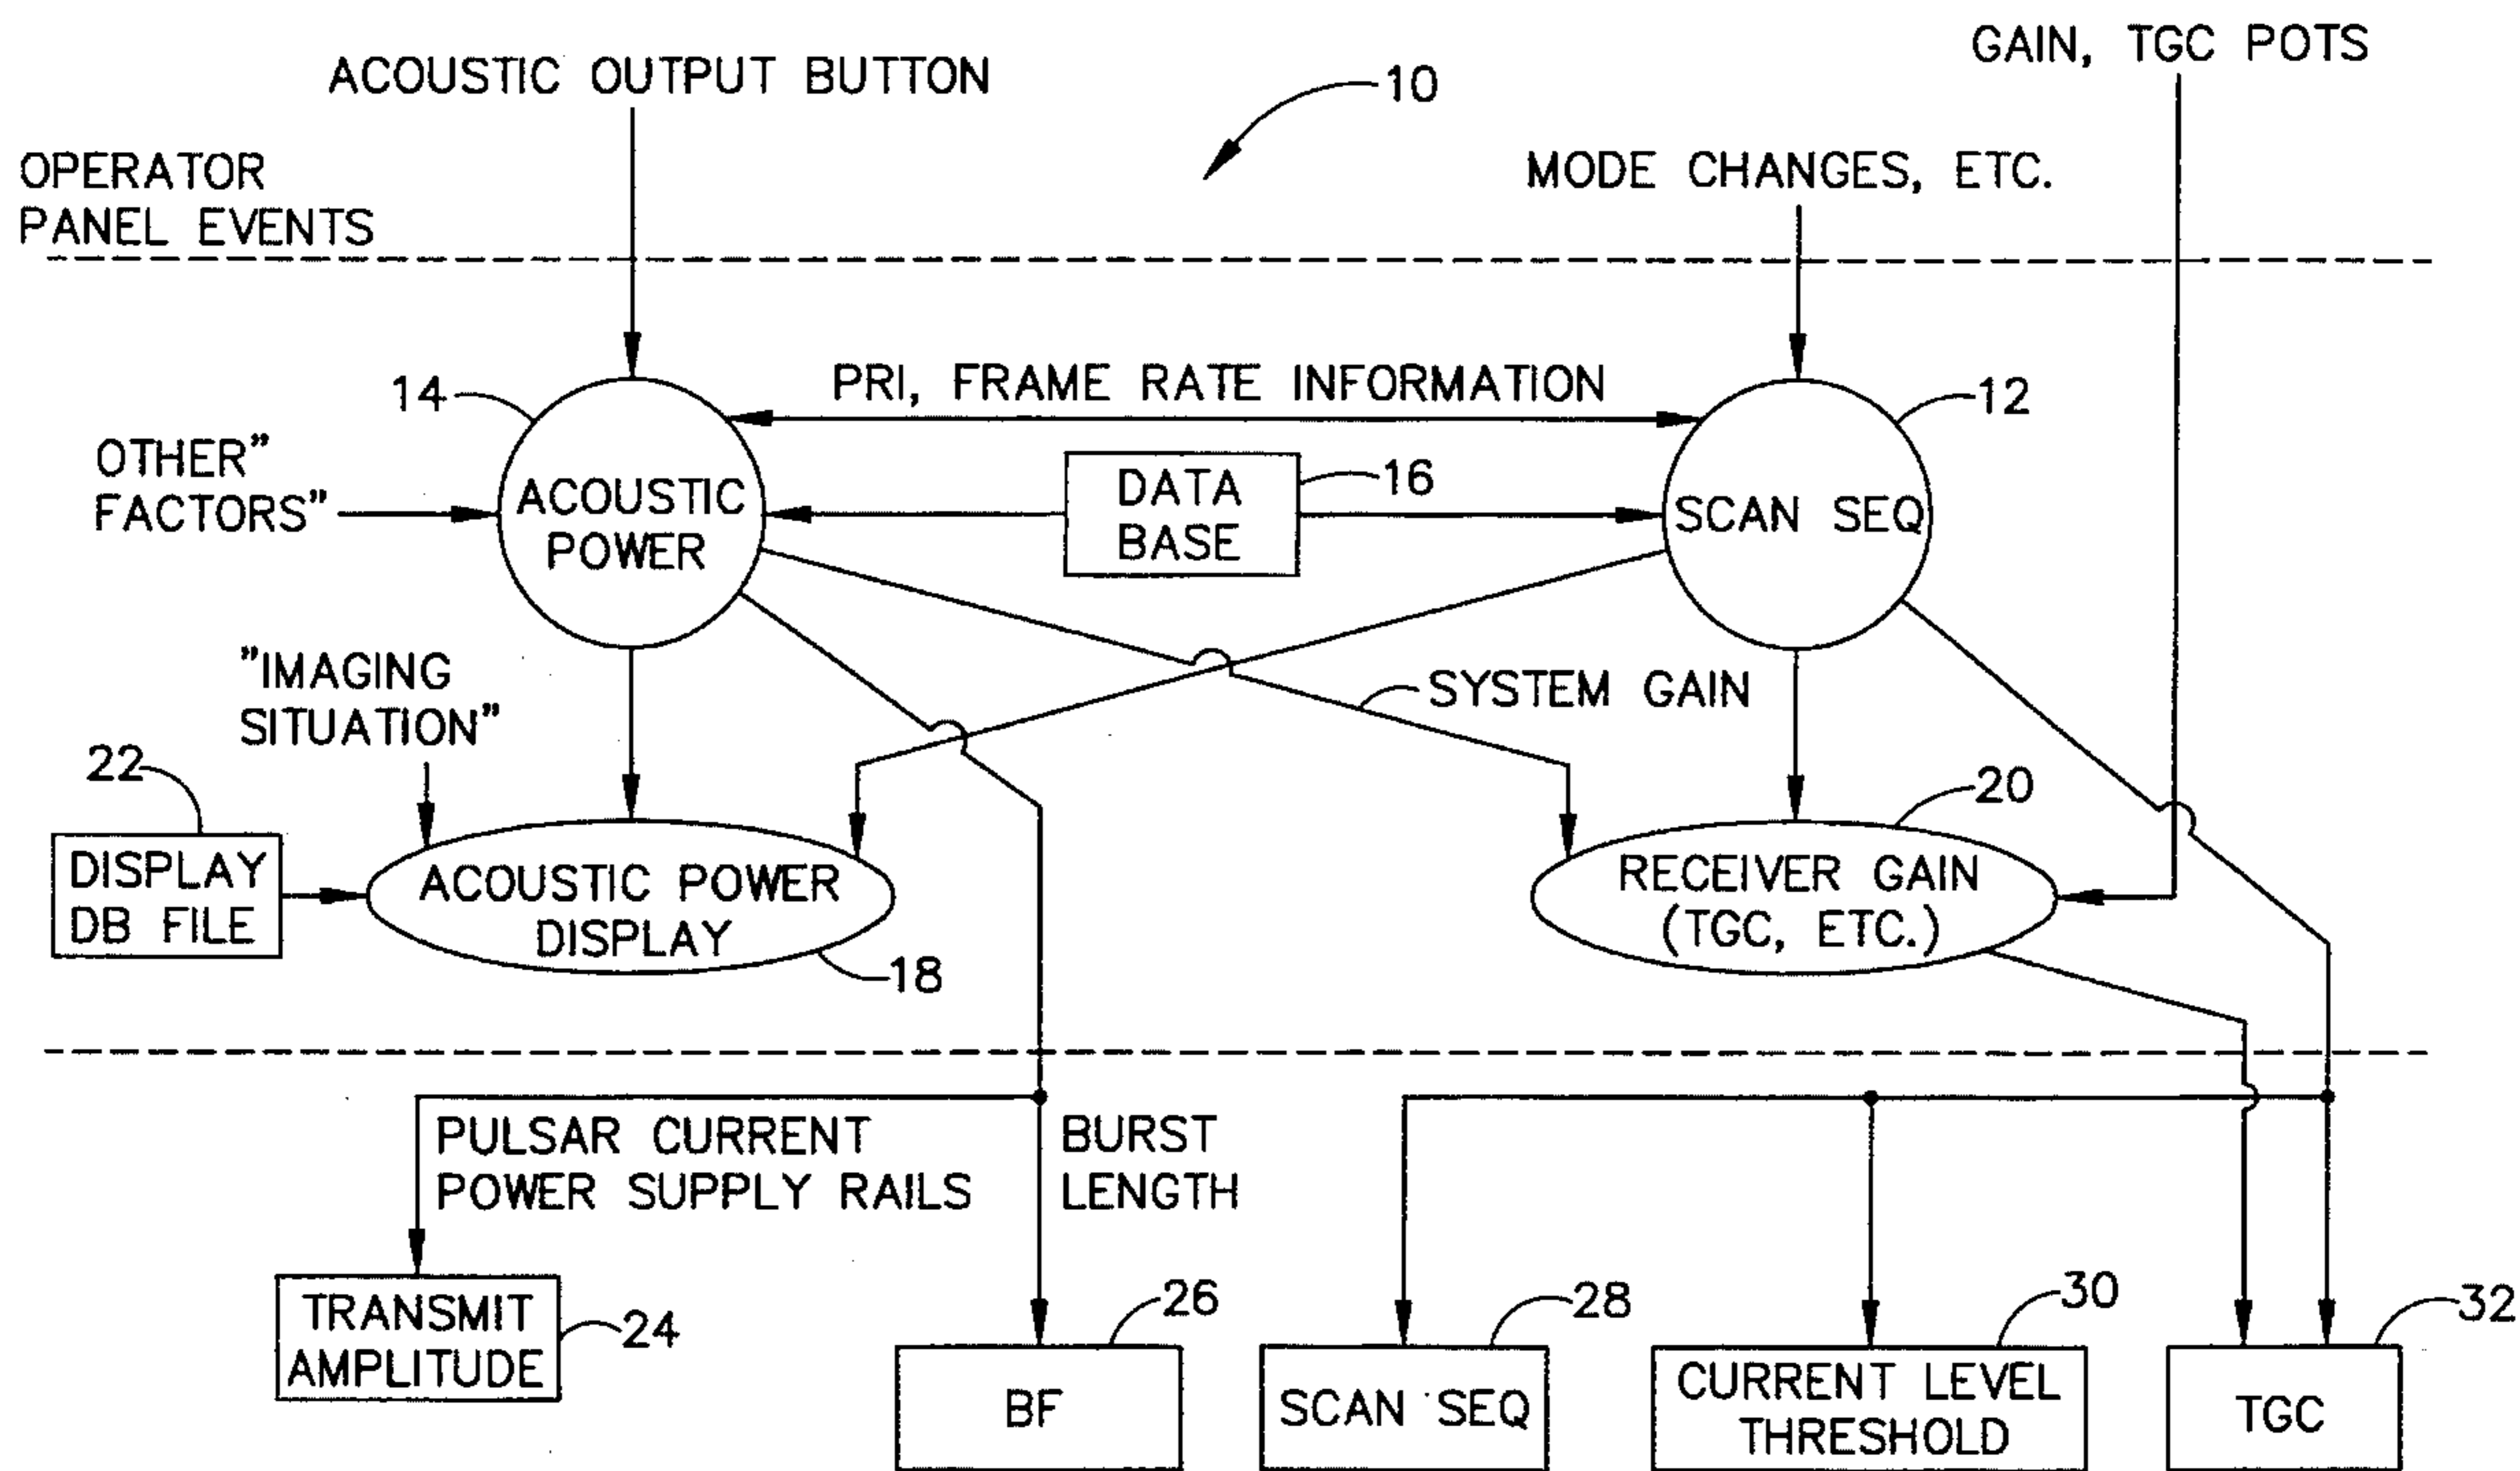 GAIN, TGC POTS
ACOUSTIC OUTPUT BUTTON
10
OPERATOR
PANEL EVENTS
MODE CHANGES, ETC.
14
PRI, FRAME RATE INFORMATION
12
OTHER"
FACTORS"
ACOUSTIC
POWER
DATA
BASE
16
SCAN SEQ
"IMAGING
SITUATION"
SYSTEM GAIN
22
20
DISPLAY
DB FILE
ACOUSTIC POWER
DISPLAY
18
RECEIVER GAIN
(TGC, ETC.)
PULSAR CURRENT
POWER SUPPLY RAILS
BURST
LENGTH
TRANSMIT
AMPLITUDE
24
26
BF
28
SCAN SEQ
30
CURRENT LEVEL
THRESHOLD
32
TGC